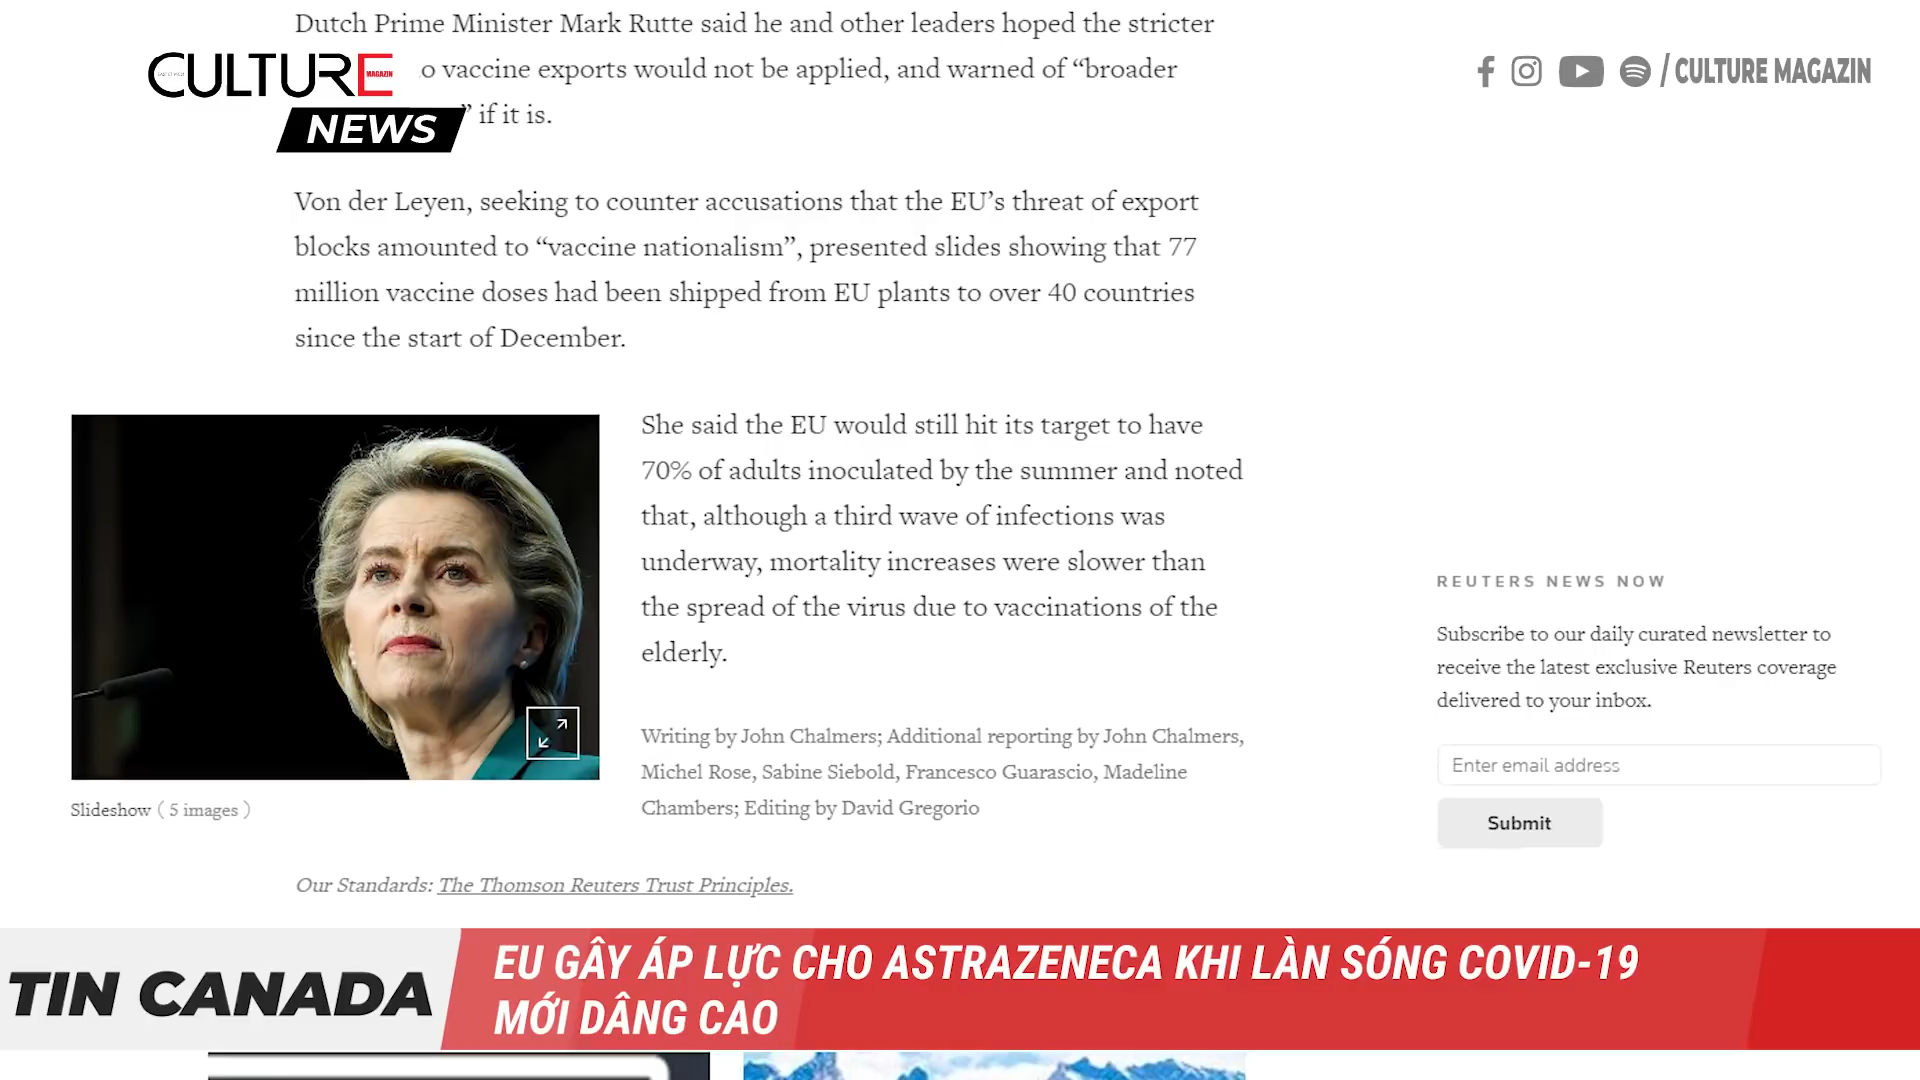 Dutch Prime Minister Mark Rutte said he and other leaders hoped the stricter
CULTURE
MAGAZIN
o vaccine exports would not be applied, and warned of “broader
/ CULTURE MAGAZIN
NEWS
” if it is.
Von der Leyen, seeking to counter accusations that the EU’s threat of export
blocks amounted to “vaccine nationalism”, presented slides showing that 77
million vaccine doses had been shipped from EU plants to over 40 countries
since the start of December.
She said the EU would still hit its target to have
70% of adults inoculated by the summer and noted
that, although a third wave of infections was
underway, mortality increases were slower than
the spread of the virus due to vaccinations of the
elderly.
Writing by John Chalmers; Additional reporting by John Chalmers,
Michel Rose, Sabine Siebold, Francesco Guarascio, Madeline
Chambers; Editing by David Gregorio
Slideshow ( 5 images )
Our Standards: The Thomson Reuters Trust Principles.
REUTERS NEWS NOW
Subscribe to our daily curated newsletter to
receive the latest exclusive Reuters coverage
delivered to your inbox.
Enter email address
Submit
TIN CANADA
EU GÂY ÁP LỰC CHO ASTRAZENECA KHI LÀN SÓNG COVID-19
MỚI DÂNG CAO